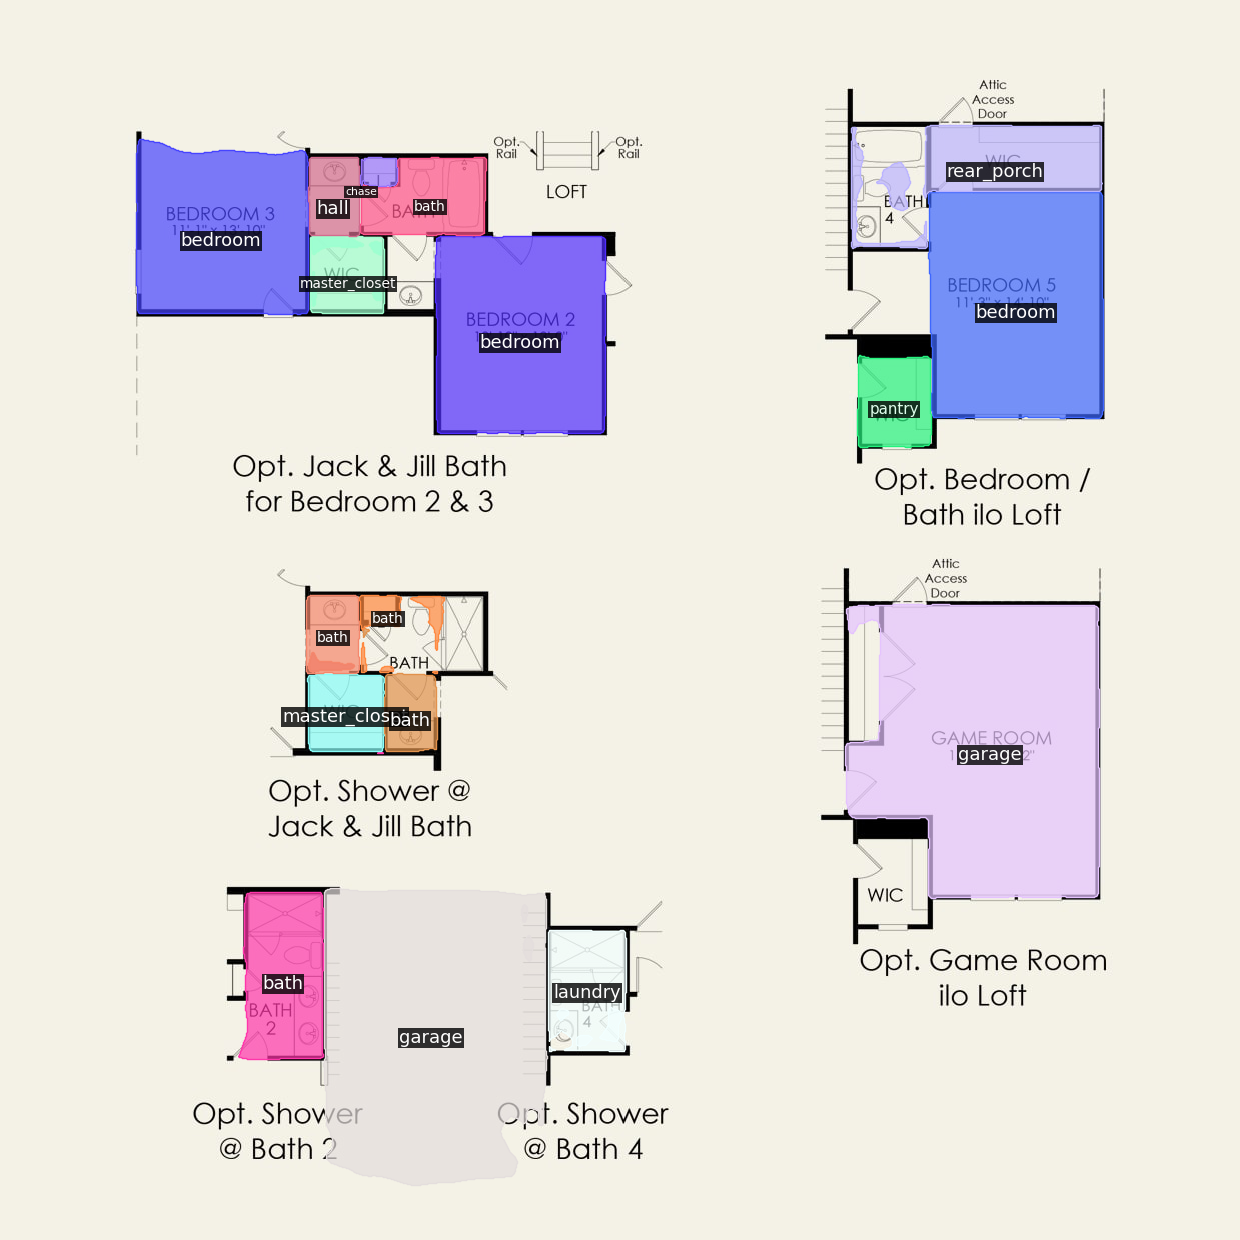 Attic
Access
Door
Opt.
Rail
Opt.
Rail
LOFT
WIC
rear_porch
BATH
4
BEDROOM 3
11'-1" x 13'-10"
bedroom
chase
hall
bath
WIC
master_closet
BEDROOM 2
bedroom
BEDROOM 5
11'-3" x 14'-10"
bedroom
pantry
WIC
Opt. Jack & Jill Bath
for Bedroom 2 & 3
Opt. Bedroom /
Bath ilo Loft
Attic
Access
Door
bath
bath
BATH
bath
GAME ROOM
garage
WIC
Opt. Shower @
Jack & Jill Bath
Opt. Game Room
ilo Loft
bath
BATH
2
garage
laundry
BATH
4
Opt. Shower
@ Bath 2
Opt. Shower
@ Bath 4